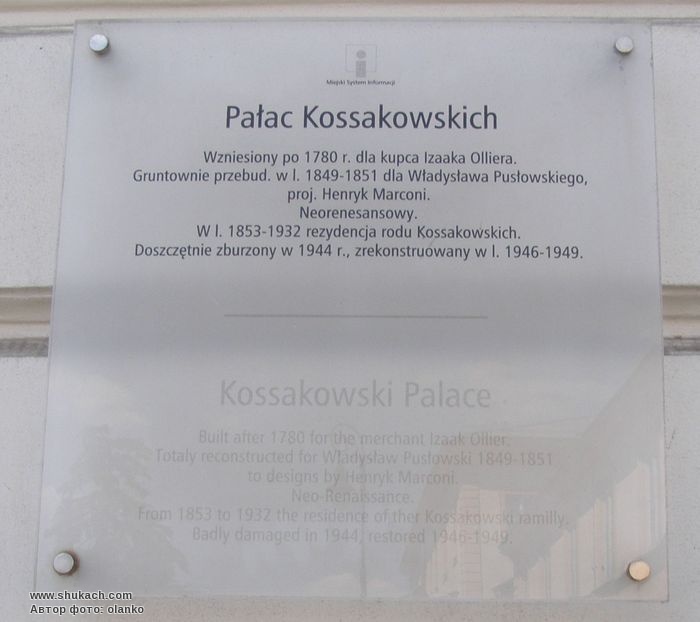 Miejski System Informacji
Pałac Kossakowskich
Wzniesiony po 1780 r. dla kupca Izaaka Olliera.
Gruntownie przebud. w l. 1849-1851 dla Władysława Pusłowskiego,
proj. Henryk Marconi.
Neorenesansowy.
W l. 1853-1932 rezydencja rodu Kossakowskich.
Doszczętnie zburzony w 1944 r., zrekonstruowany w l. 1946-1949.
Kossakowski Palace
Built after 1780 for the merchant Izaak Ollier.
Totaly reconstructed for Władysław Pusłowski 1849-1851
to designs by Henryk Marconi.
Neo-Renaissance.
From 1853 to 1932 the residence of ther Kossakowski ramilly.
Badly damaged in 1944, restored 1946-1949.
www.shukach.com
Автор фото: olanko